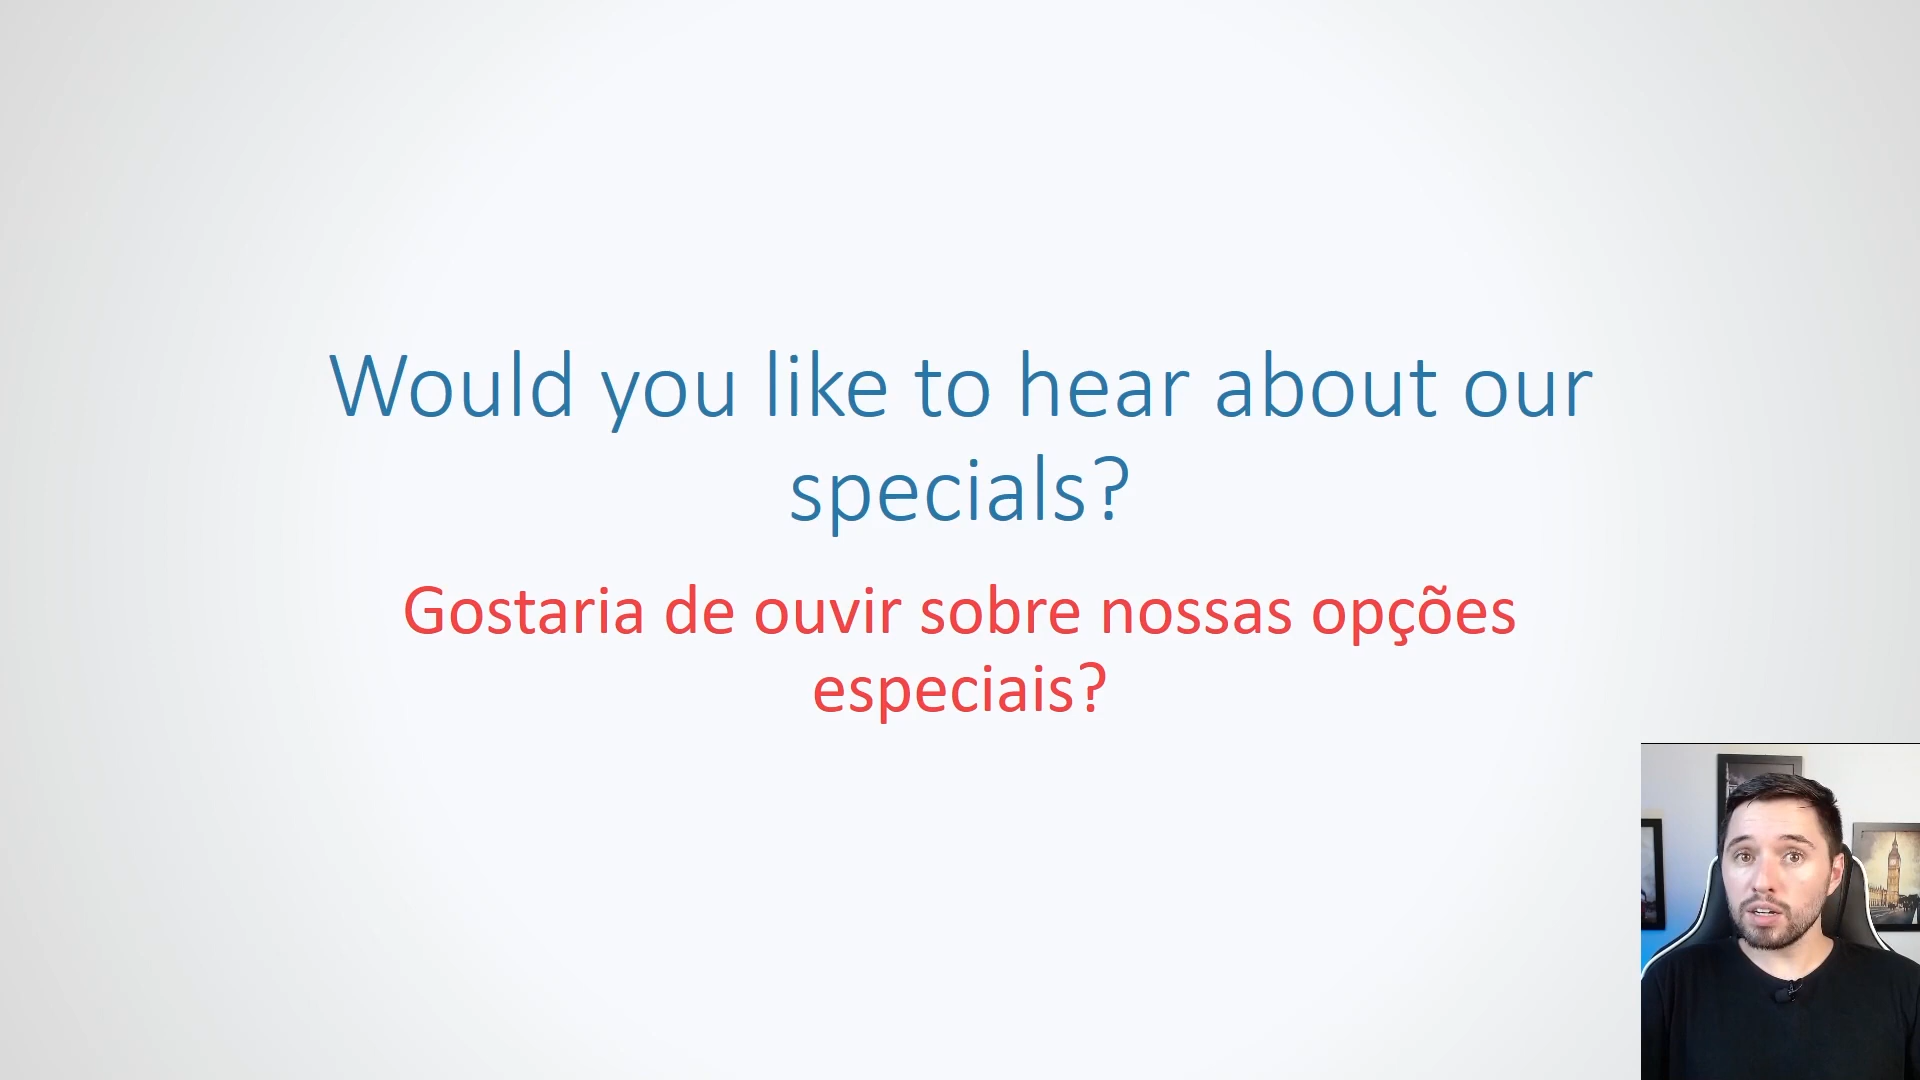 Would you like to hear about our
specials?
Gostaria de ouvir sobre nossas opções
especiais?